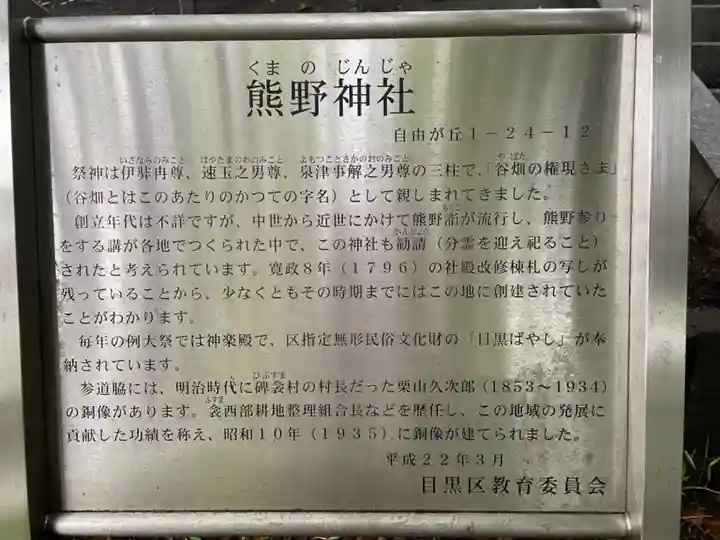 くまのじんじゃ
熊野神社
自由が丘1-24-12
いざなみのみこと はやたまのおのみこと よもつことさかのおのみこと やばた
祭神は伊弉冉尊、速玉之男尊、泉津事解之男尊の三柱で、「谷畑の権現さま」
（谷畑とはこのあたりのかつての字名）として親しまれてきました。
もうで
創立年代は不詳ですが、中世から近世にかけて熊野詣が流行し、熊野参り
かんじょう
をする講が各地でつくられた中で、この神社も勧請（分霊を迎え祀ること）
されたと考えられています。寛政8年（1796）の社殿改修棟札の写しが
残っていることから、少なくともその時期までにはこの地に創建されていた
ことがわかります。
毎年の例大祭では神楽殿で、区指定無形民俗文化財の「目黒ばやし」が奉
納されています。
ひぶすま
参道脇には、明治時代に碑衾村の村長だった栗山久次郎（1853～1934）
ふすま
の銅像があります。衾西部耕地整理組合長などを歴任し、この地域の発展に
貢献した功績を称え、昭和10年（1935）に銅像が建てられました。
平成22年3月
目黒区教育委員会